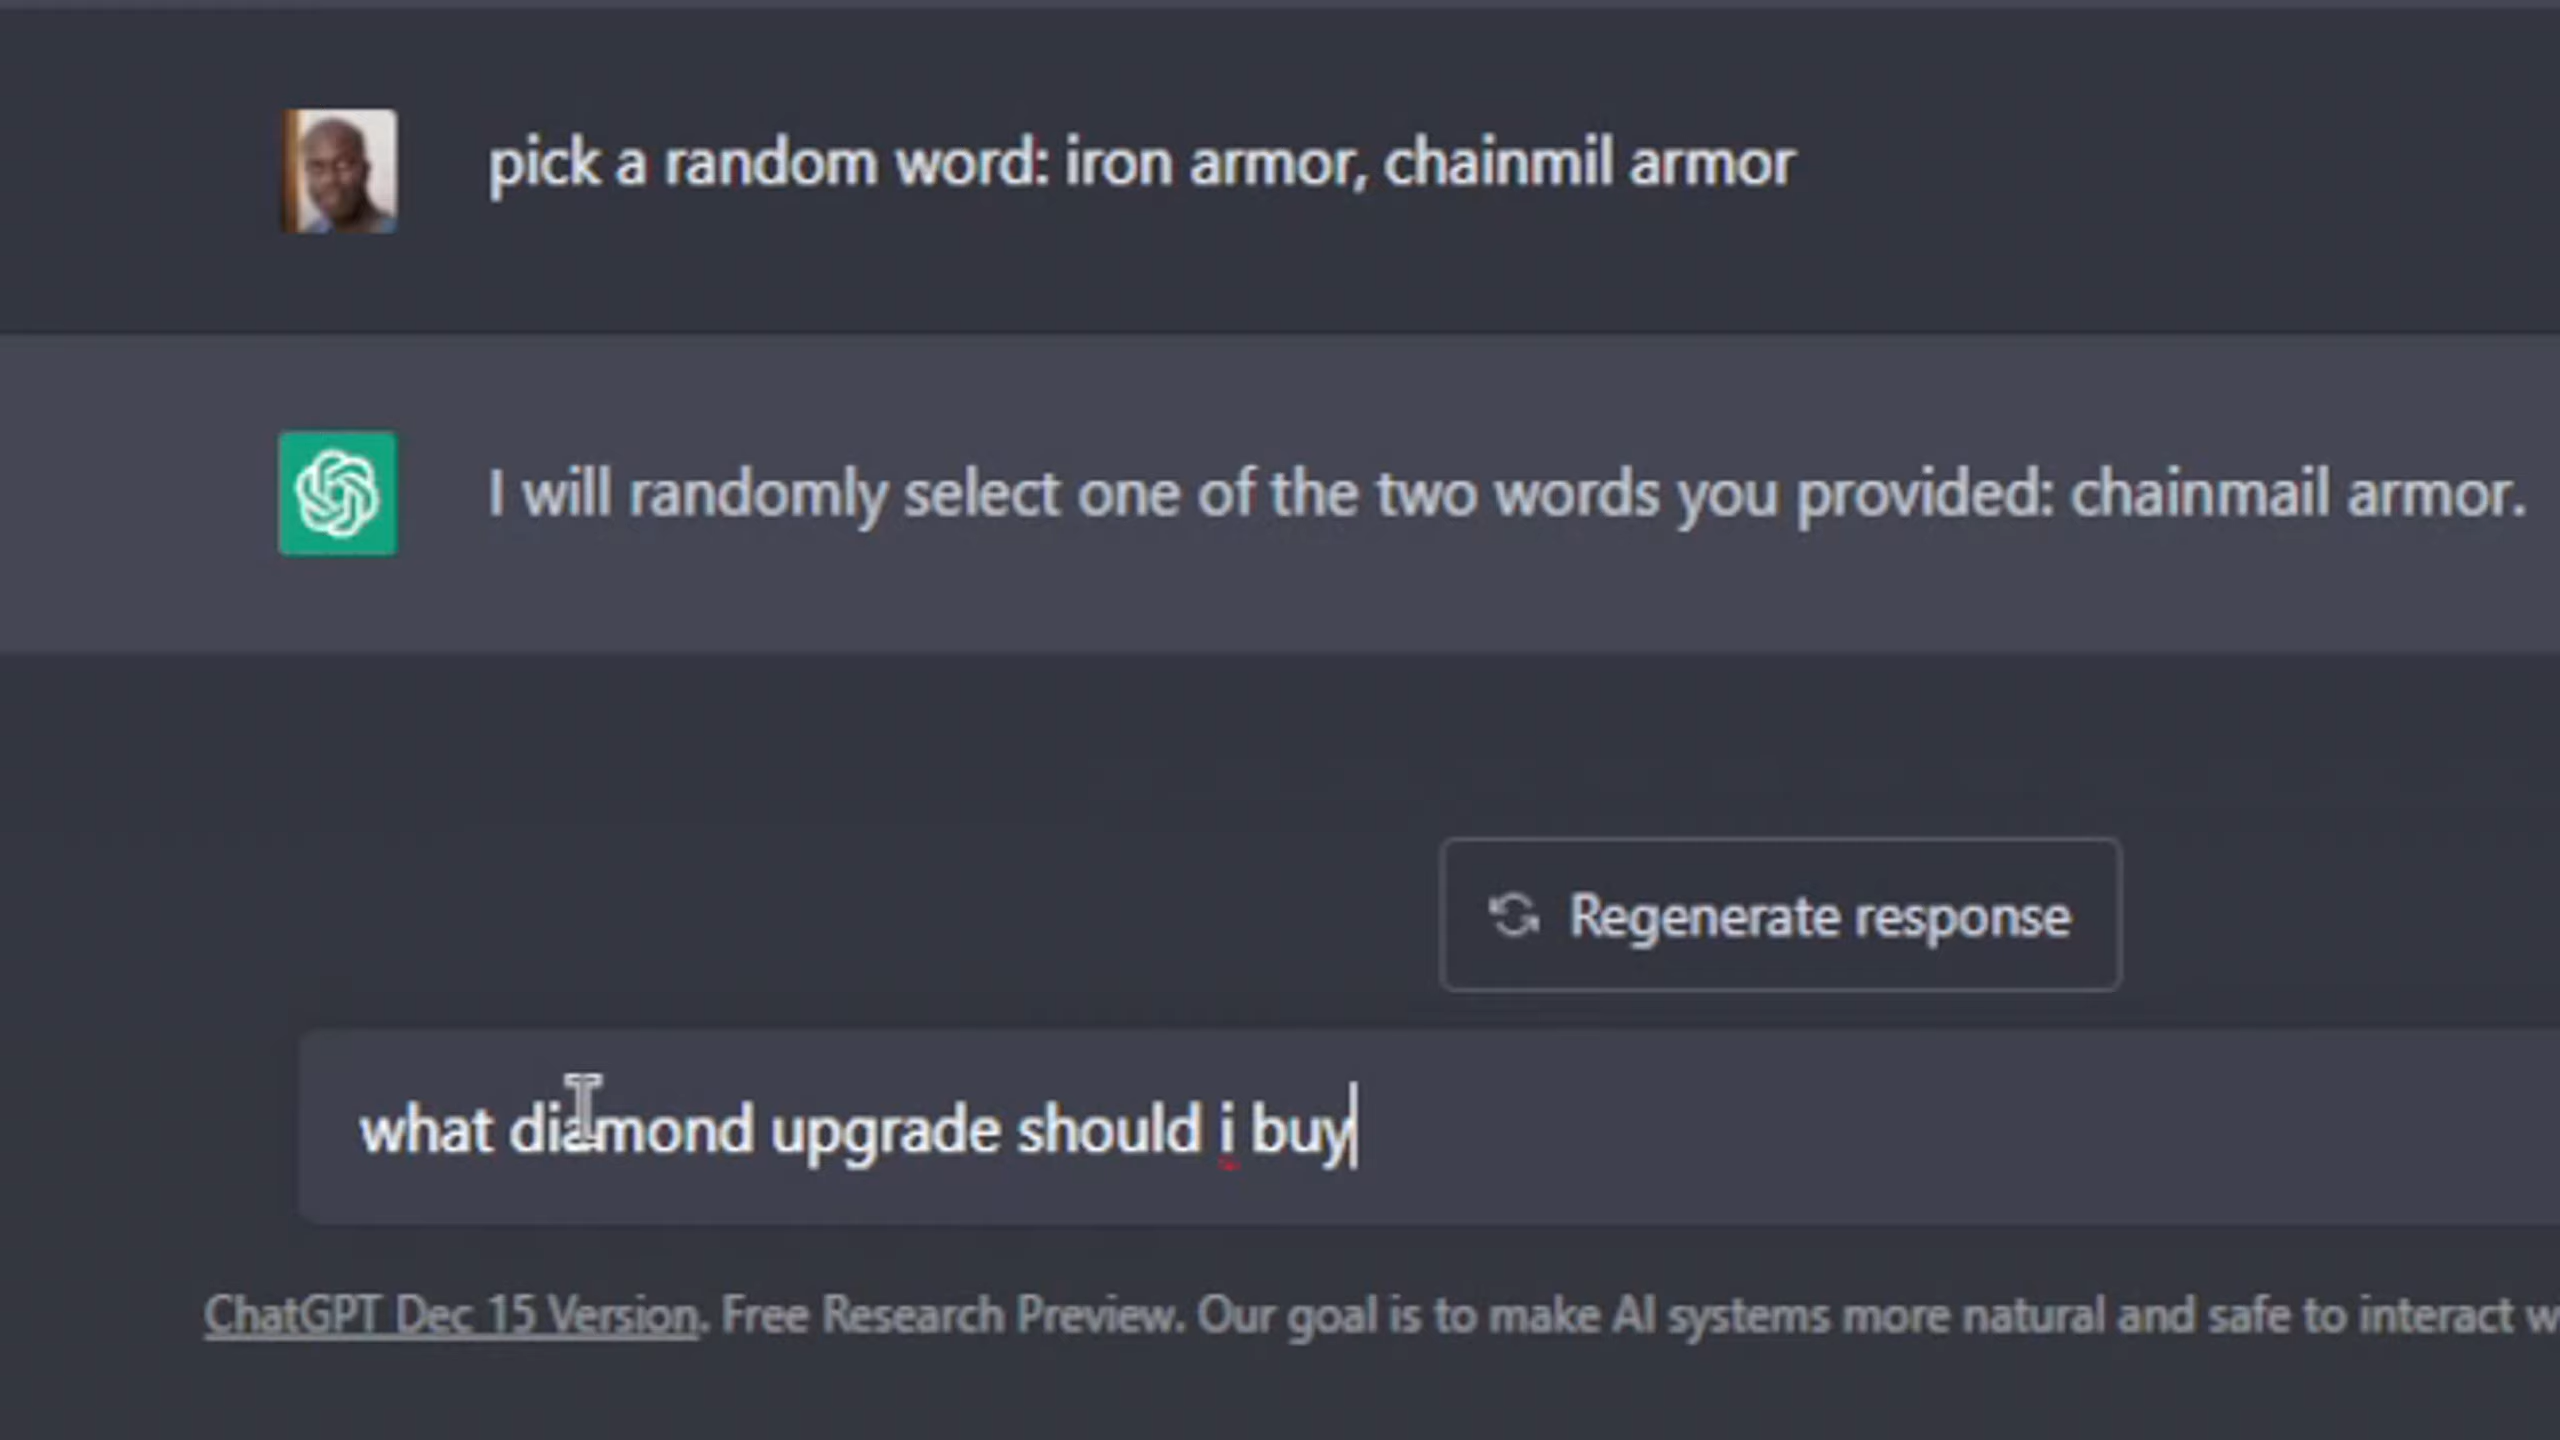 pick a random word: iron armor, chainmil armor
I will randomly select one of the two words you provided: chainmail armor.
Regenerate response
what diamond upgrade should i buy
ChatGPT Dec 15 Version. Free Research Preview. Our goal is to make AI systems more natural and safe to interact